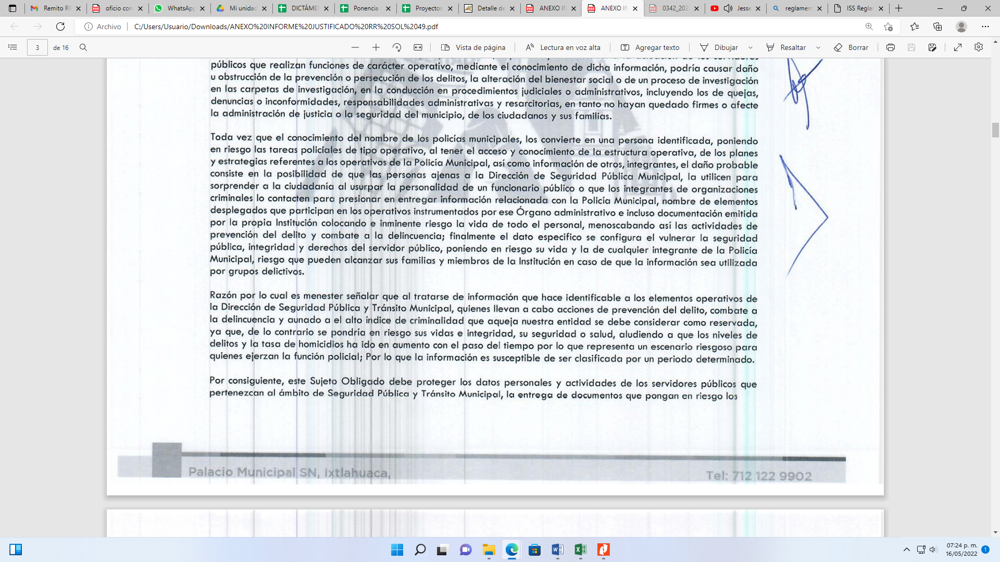 Remito RR
oficio con
WhatsApp
Mi unidad
DICTÁME
Ponencia
Proyectos
Detalle de
ANEXO IN
ANEXO IN
0342_202
Jesse
reglamen
ISS Regla
Archivo
C:/Users/Usuario/Downloads/ANEXO%20INFORME%20JUSTIFICADO%20RR%20SOL%2049.pdf
3 de 16
Vista de página
Lectura en voz alta
Agregar texto
Dibujar
Resaltar
Borrar
públicos que realizan funciones de carácter operativo, mediante el conocimiento de dicha información, podría causar daño
u obstrucción de la prevención o persecución de los delitos, la alteración del bienestar social o de un proceso de investigación
en las carpetas de investigación, en la conducción en procedimientos judiciales o administrativos, incluyendo los de quejas,
denuncias o inconformidades, responsabilidades administrativas y resarcitorias, en tanto no hayan quedado firmes o afecte
la administración de justicia o la seguridad del municipio, de los ciudadanos y sus familias.
Toda vez que el conocimiento del nombre de los policías municipales, los convierte en una persona identificada, poniendo
en riesgo las tareas policiales de tipo operativo, al tener el acceso y conocimiento de la estructura operativa, de los planes
y estrategias referentes a los operativos de la Policía Municipal, así como información de otros, integrantes, el daño probable
consiste en la posibilidad de que las personas ajenas a la Dirección de Seguridad Pública Municipal, la utilicen para
sorprender a la ciudadanía al usurpar la personalidad de un funcionario público o que los integrantes de organizaciones
criminales lo contacten para presionar en entregar información relacionada con la Policía Municipal, nombre de elementos
desplegados que participan en los operativos instrumentados por ese Órgano administrativo e incluso documentación emitida
por la propia Institución colocando e inminente riesgo la vida de todo el personal, menoscabando así las actividades de
prevención del delito y combate a la delincuencia; finalmente el dato especifico se configura el vulnerar la seguridad
pública, integridad y derechos del servidor público, poniendo en riesgo su vida y la de cualquier integrante de la Policía
Municipal, riesgo que pueden alcanzar sus familias y miembros de la Institución en caso de que la información sea utilizada
por grupos delictivos.
Razón por lo cual es menester señalar que al tratarse de información que hace identificable a los elementos operativos de
la Dirección de Seguridad Pública y Tránsito Municipal, quienes llevan a cabo acciones de prevención del delito, combate a
la delincuencia y aunado a el alto índice de criminalidad que aqueja nuestra entidad se debe considerar como reservada,
ya que, de lo contrario se pondría en riesgo sus vidas e integridad, su seguridad o salud, aludiendo a que los niveles de
delitos y la tasa de homicidios ha ido en aumento con el paso del tiempo por lo que representa un escenario riesgoso para
quienes ejerzan la función policial; Por lo que la información es susceptible de ser clasificada por un periodo determinado.
Por consiguiente, este Sujeto Obligado debe proteger los datos personales y actividades de los servidores públicos que
pertenezcan al ámbito de Seguridad Pública y Tránsito Municipal, la entrega de documentos que pongan en riesgo los
Palacio Municipal SN, Ixtlahuaca,
Tel: 712 122 9902
07:24 p. m.
16/05/2022
1